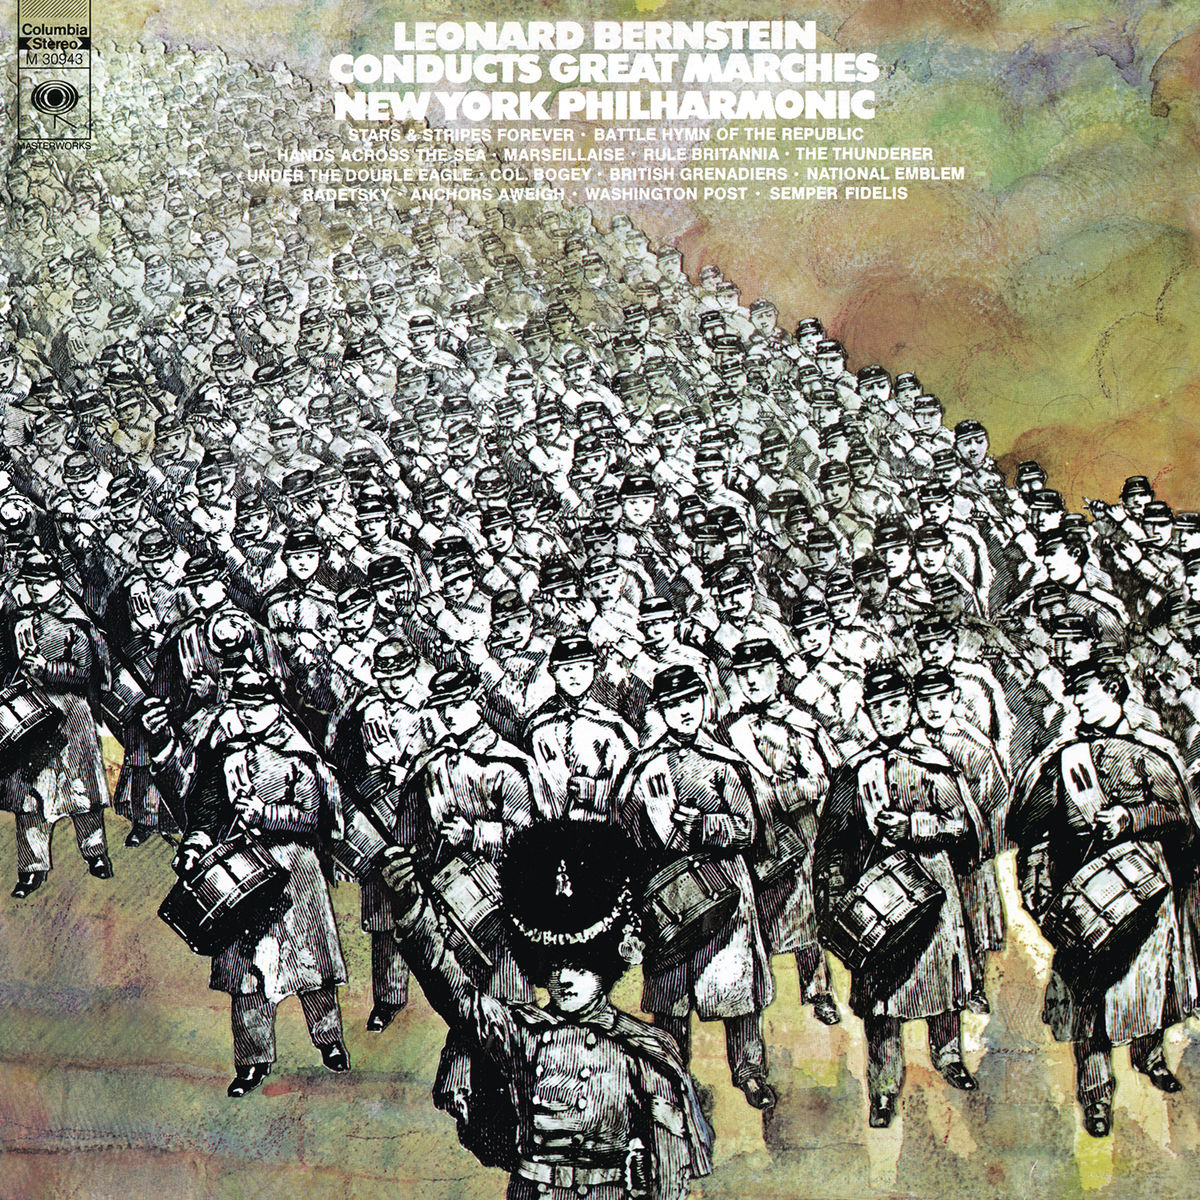 Columbia
Stereo
M 30943
MASTERWORKS
LEONARD BERNSTEIN
CONDUCTS GREAT MARCHES
NEW YORK PHILHARMONIC
STARS & STRIPES FOREVER · BATTLE HYMN OF THE REPUBLIC
HANDS ACROSS THE SEA · MARSEILLAISE · RULE BRITANNIA · THE THUNDERER
UNDER THE DOUBLE EAGLE · COL. BOGEY · BRITISH GRENADIERS · NATIONAL EMBLEM
RADETSKY · ANCHORS AWEIGH · WASHINGTON POST · SEMPER FIDELIS